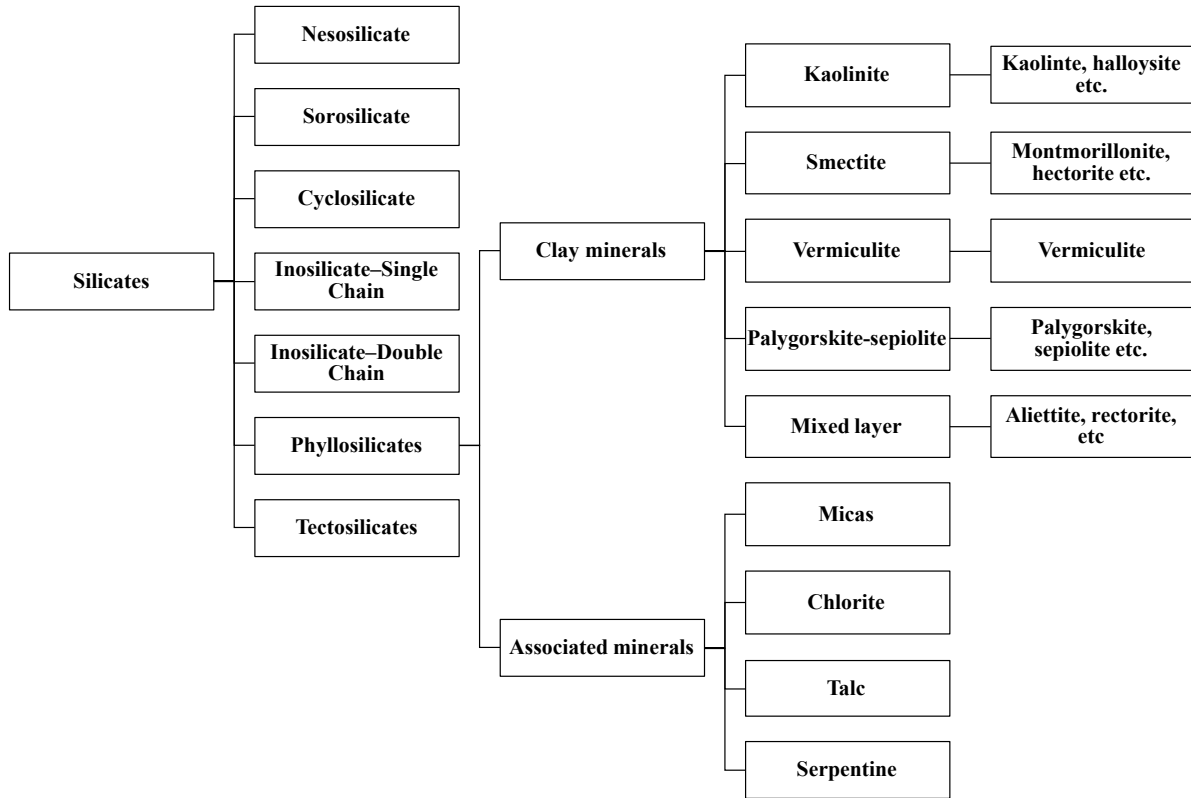 Silicates
Nesosilicate
Sorosilicate
Cyclosilicate
Inosilicate–Single
Chain
Inosilicate–Double
Chain
Phyllosilicates
Tectosilicates
Clay minerals
Associated minerals
Kaolinite
Smectite
Vermiculite
Palygorskite-sepiolite
Mixed layer
Micas
Chlorite
Talc
Serpentine
Kaolinte, halloysite
etc.
Montmorillonite,
hectorite etc.
Vermiculite
Palygorskite,
sepiolite etc.
Aliettite, rectorite,
etc